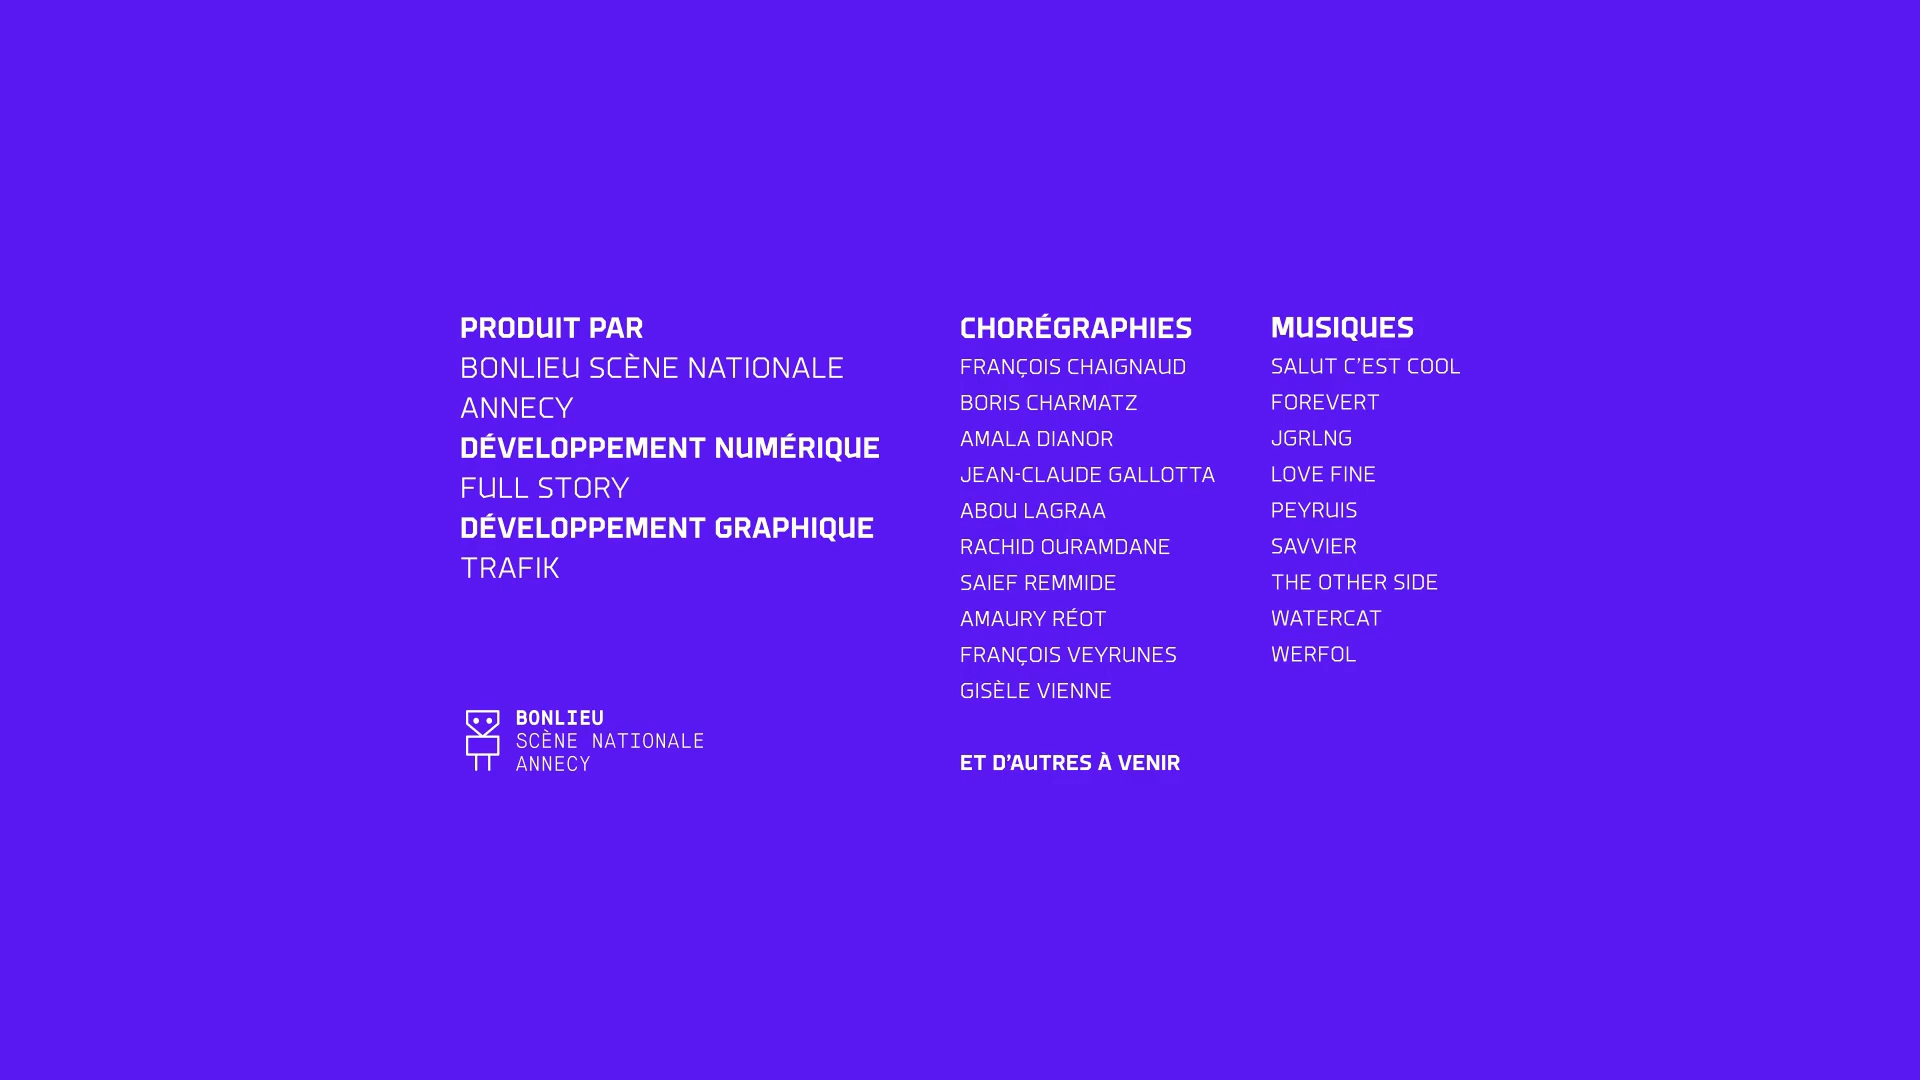 PRODUIT PAR
BONLIEU SCÈNE NATIONALE
ANNECY
DÉVELOPPEMENT NUMÉRIQUE
FULL STORY
DÉVELOPPEMENT GRAPHIQUE
TRAFIK
BONLIEU
SCÈNE NATIONALE
ANNECY
CHORÉGRAPHIES
FRANÇOIS CHAIGNAUD
BORIS CHARMATZ
AMALA DIANOR
JEAN-CLAUDE GALLOTTA
ABOU LAGRAA
RACHID OURAMDANE
SAIEF REMMIDE
AMAURY RÉOT
FRANÇOIS VEYRUNES
GISÈLE VIENNE
ET D’AUTRES À VENIR
MUSIQUES
SALUT C’EST COOL
FOREVERT
JGRLNG
LOVE FINE
PEYRUIS
SAVVIER
THE OTHER SIDE
WATERCAT
WERFOL